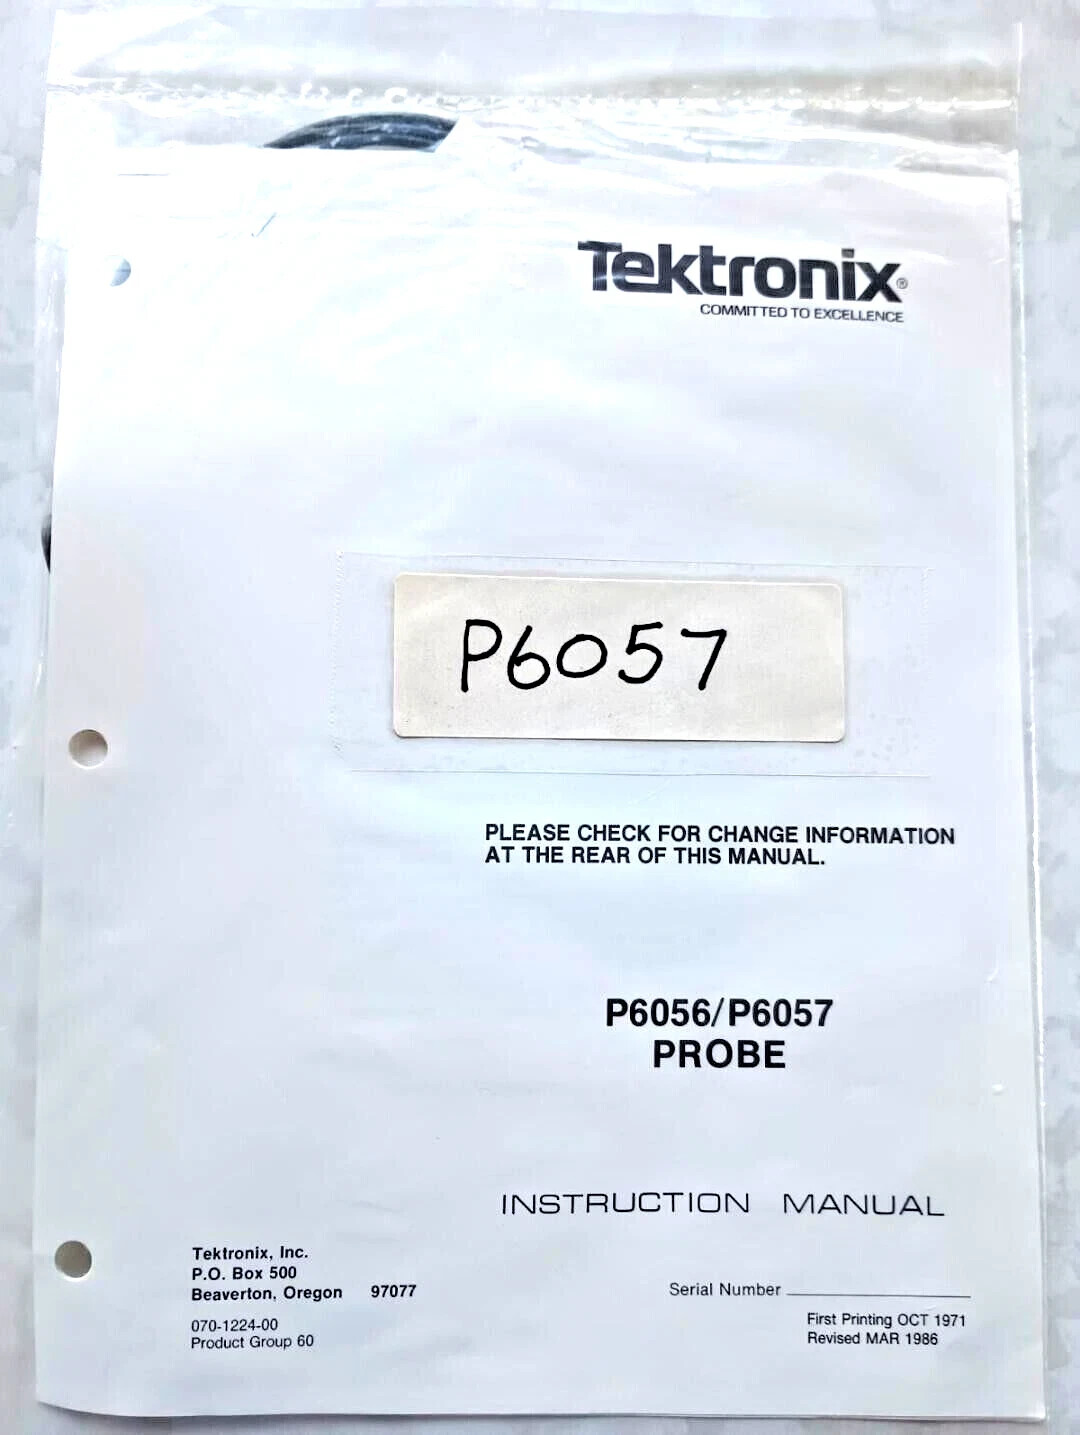 Tektronix®
COMMITTED TO EXCELLENCE
P6057
PLEASE CHECK FOR CHANGE INFORMATION
AT THE REAR OF THIS MANUAL.
P6056/P6057
PROBE
INSTRUCTION MANUAL
Tektronix, Inc.
P.O. Box 500
Beaverton, Oregon 97077
070-1224-00
Product Group 60
Serial Number
First Printing OCT 1971
Revised MAR 1986